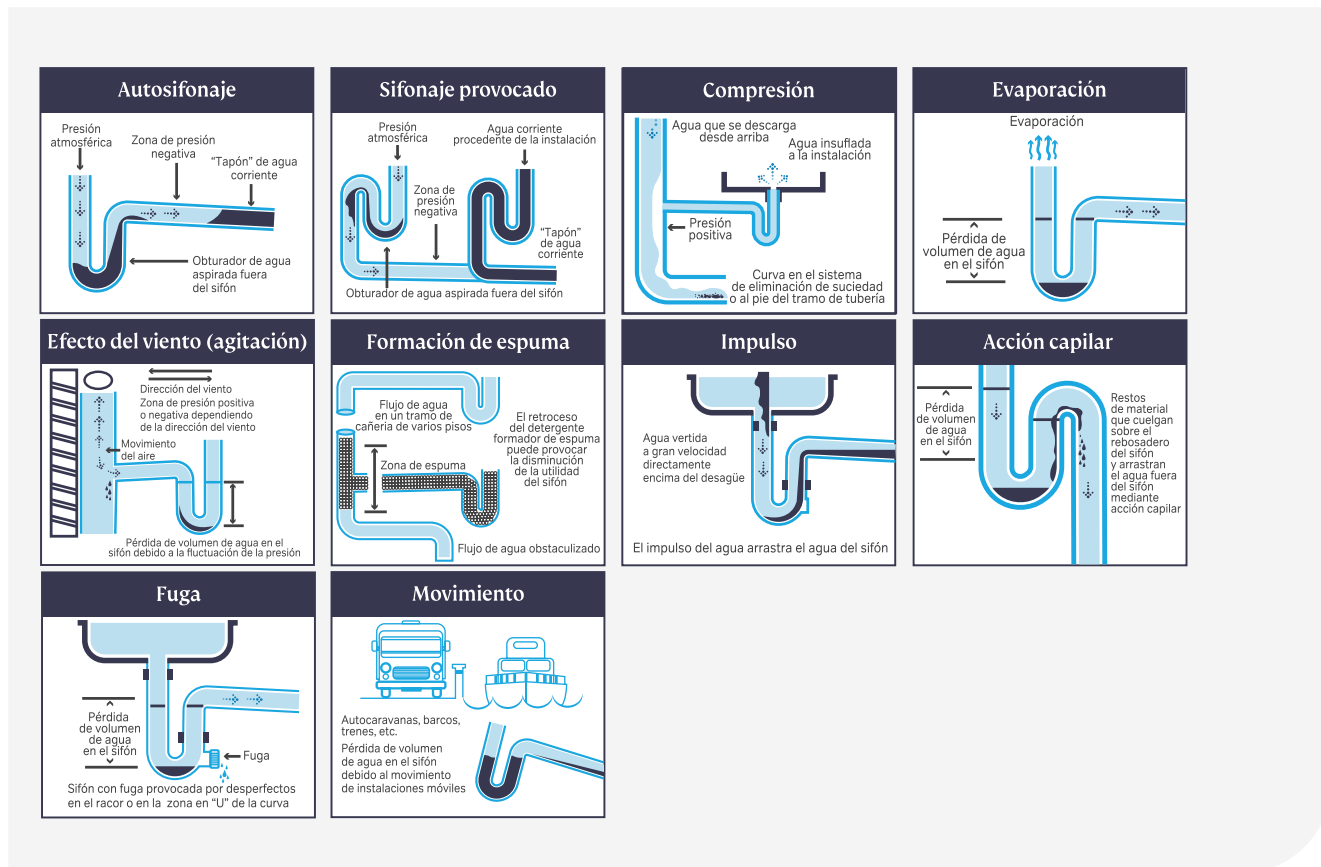 Autosifonaje
Presión
atmosférica
Zona de presión
negativa
"Tapón" de agua
corriente
Obturador de agua
aspirada fuera
del sifón
Sifonaje provocado
Presión
atmosférica
Agua corriente
procedente de la instalación
Zona de
presión
negativa
"Tapón"
de agua
corriente
Obturador de agua aspirada fuera del sifón
Compresión
Agua que se descarga
desde arriba
Agua insuflada
a la instalación
Presión
positiva
Curva en el sistema
de eliminación de suciedad
o al pie del tramo de tubería
Evaporación
Evaporación
Pérdida de
volumen de agua
en el sifón
Efecto del viento (agitación)
Dirección del viento
Zona de presión positiva
o negativa dependiendo
de la dirección del viento
Movimiento
del aire
Pérdida de volumen de agua en el
sifón debido a la fluctuación de la presión
Formación de espuma
Flujo de agua
en un tramo de
cañeria de varios pisos
El retroceso
del detergente
formador de espuma
puede provocar
la disminución
de la utilidad
del sifón
Zona de espuma
Flujo de agua obstaculizado
Impulso
Agua vertida
a gran velocidad
directamente
encima del desagüe
El impulso del agua arrastra el agua del sifón
Acción capilar
Pérdida
de volumen
de agua
en el sifón
Restos
de material
que cuelgan
sobre el
rebosadero
del sifón
y arrastran
el agua fuera
del sifón
mediante
acción capilar
Fuga
Pérdida
de volumen
de agua
en el sifón
Fuga
Sifón con fuga provocada por desperfectos
en el racor o en la zona en "U" de la curva
Movimiento
Autocaravanas, barcos,
trenes, etc.
Pérdida de volumen
de agua en el sifón
debido al movimiento
de instalaciones móviles